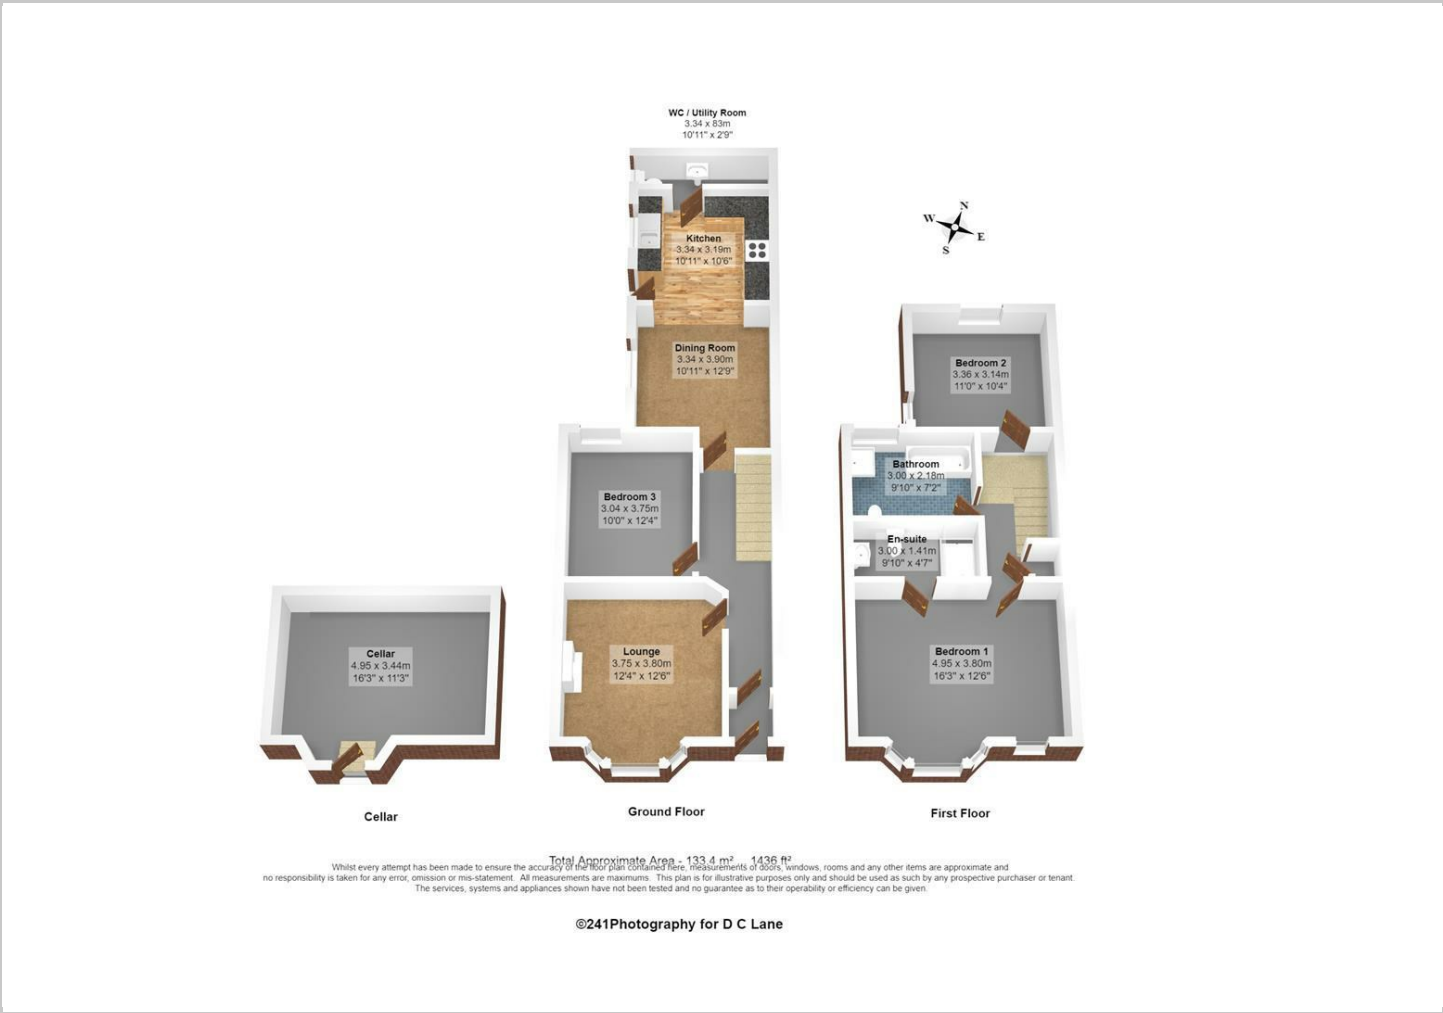 WC / Utility Room
3.34 x 83m
10'11" x 2'9"
Kitchen
3.34 x 3.19m
10'11" x 10'6"
N
W
E
S
Dining Room
3.34 x 3.90m
10'11" x 12'9"
Bedroom 2
3.36 x 3.14m
11'0" x 10'4"
Bedroom 3
3.04 x 3.75m
10'0" x 12'4"
Bathroom
3.00 x 2.18m
9'10" x 7'2"
En-suite
3.00 x 1.41m
9'10" x 4'7"
Cellar
4.95 x 3.44m
16'3" x 11'3"
Lounge
3.75 x 3.80m
12'4" x 12'6"
Bedroom 1
4.95 x 3.80m
16'3" x 12'6"
Cellar
Ground Floor
First Floor
Total Approximate Area - 133.4 m² 1436 ft²
Whilst every attempt has been made to ensure the accuracy of the floor plan contained here, measurements of doors, windows, rooms and any other items are approximate and
no responsibility is taken for any error, omission or mis-statement. All measurements are maximums. This plan is for illustrative purposes only and should be used as such by any prospective purchaser or tenant.
The services, systems and appliances shown have not been tested and no guarantee as to their operability or efficiency can be given.
©241Photography for D C Lane